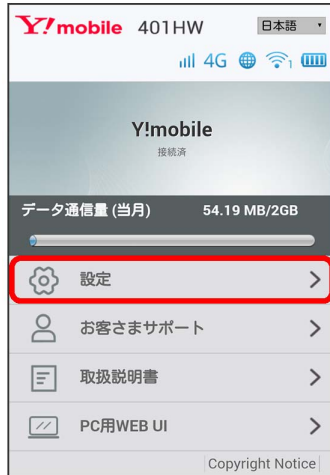 Y!mobile 401HW 日本語
4G 1
Y!mobile
接続済
データ通信量 (当月) 54.19 MB/2GB
設定
お客さまサポート
取扱説明書
PC用WEB UI
Copyright Notice